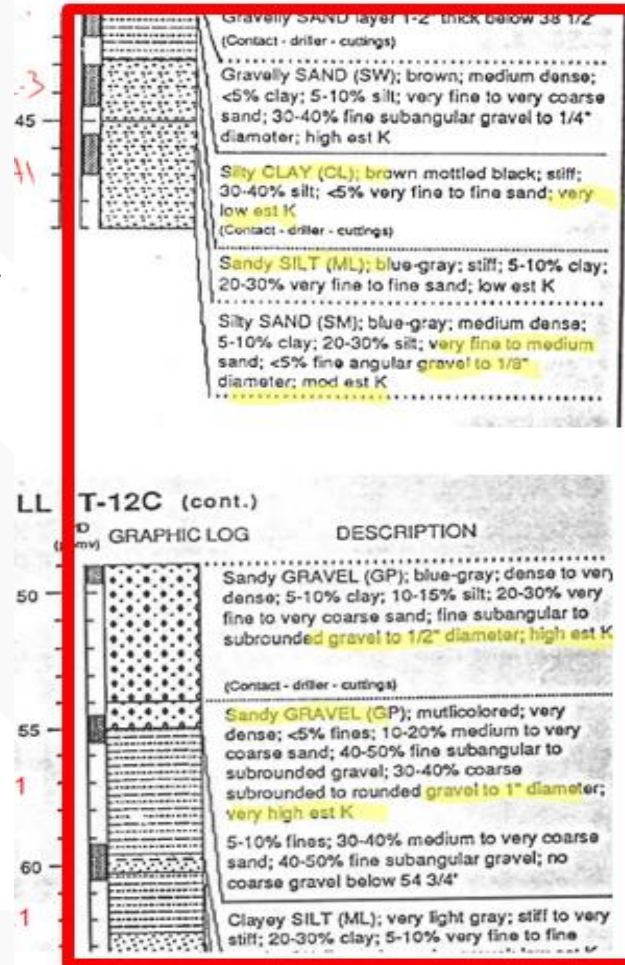 Gravelly SAND layer 1-2" thick below 38 1/2"
(Contact - driller - cuttings)
Gravelly SAND (SW); brown; medium dense;
<5% clay; 5-10% silt; very fine to very coarse
sand; 30-40% fine subangular gravel to 1/4"
diameter; high est K
-3
45
Silty CLAY (CL); brown mottled black; stiff;
30-40% silt; <5% very fine to fine sand; very
low est K
(Contact - driller - cuttings)
Sandy SILT (ML); blue-gray; stiff; 5-10% clay;
20-30% very fine to fine sand; low est K
Silty SAND (SM); blue-gray; medium dense;
5-10% clay; 20-30% silt; very fine to medium
sand; <5% fine angular gravel to 1/8"
diameter; mod est K
LL T-12C (cont.)
GRAPHIC LOG DESCRIPTION
Sandy GRAVEL (GP); blue-gray; dense to very
dense; 5-10% clay; 10-15% silt; 20-30% very
fine to very coarse sand; fine subangular to
subrounded gravel to 1/2" diameter; high est K
50
(Contact - driller - cuttings)
Sandy GRAVEL (GP); mutlicolored; very
dense; <5% fines; 10-20% medium to very
coarse sand; 40-50% fine subangular to
subrounded gravel; 30-40% coarse
subrounded to rounded gravel to 1" diameter;
very high est K
55
1
5-10% fines; 30-40% medium to very coarse
sand; 40-50% fine subangular gravel; no
coarse gravel below 54 3/4'
60
Clayey SILT (ML); very light gray; stiff to very
stiff; 20-30% clay; 5-10% very fine to fine
1